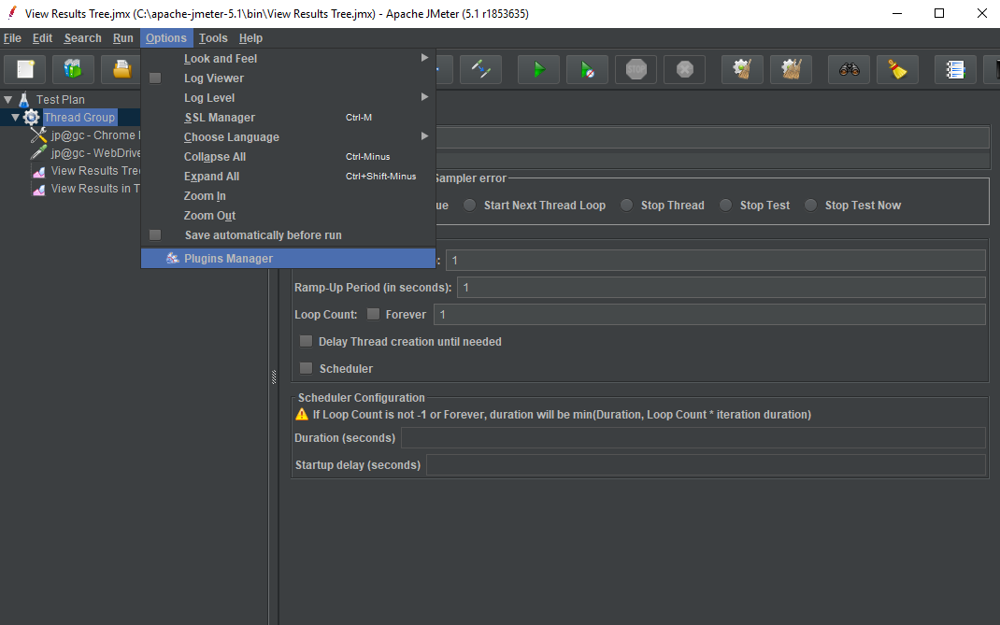 View Results Tree.jmx (C:\apache-jmeter-5.1\bin\View Results Tree.jmx) - Apache JMeter (5.1 r1853635)
File Edit Search Run Options Tools Help
Look and Feel
Log Viewer
Log Level
SSL Manager Ctrl-M
Choose Language
Collapse All Ctrl-Minus
Expand All Ctrl+Shift-Minus
Zoom In
Zoom Out
Save automatically before run
Plugins Manager
STOP
Test Plan
Thread Group
jp@gc - Chrome
jp@gc - WebDrive
View Results Tre
View Results in T
Sampler error
ue Start Next Thread Loop Stop Thread Stop Test Stop Test Now
: 1
Ramp-Up Period (in seconds): 1
Loop Count: Forever 1
Delay Thread creation until needed
Scheduler
Scheduler Configuration
If Loop Count is not -1 or Forever, duration will be min(Duration, Loop Count * iteration duration)
Duration (seconds)
Startup delay (seconds)